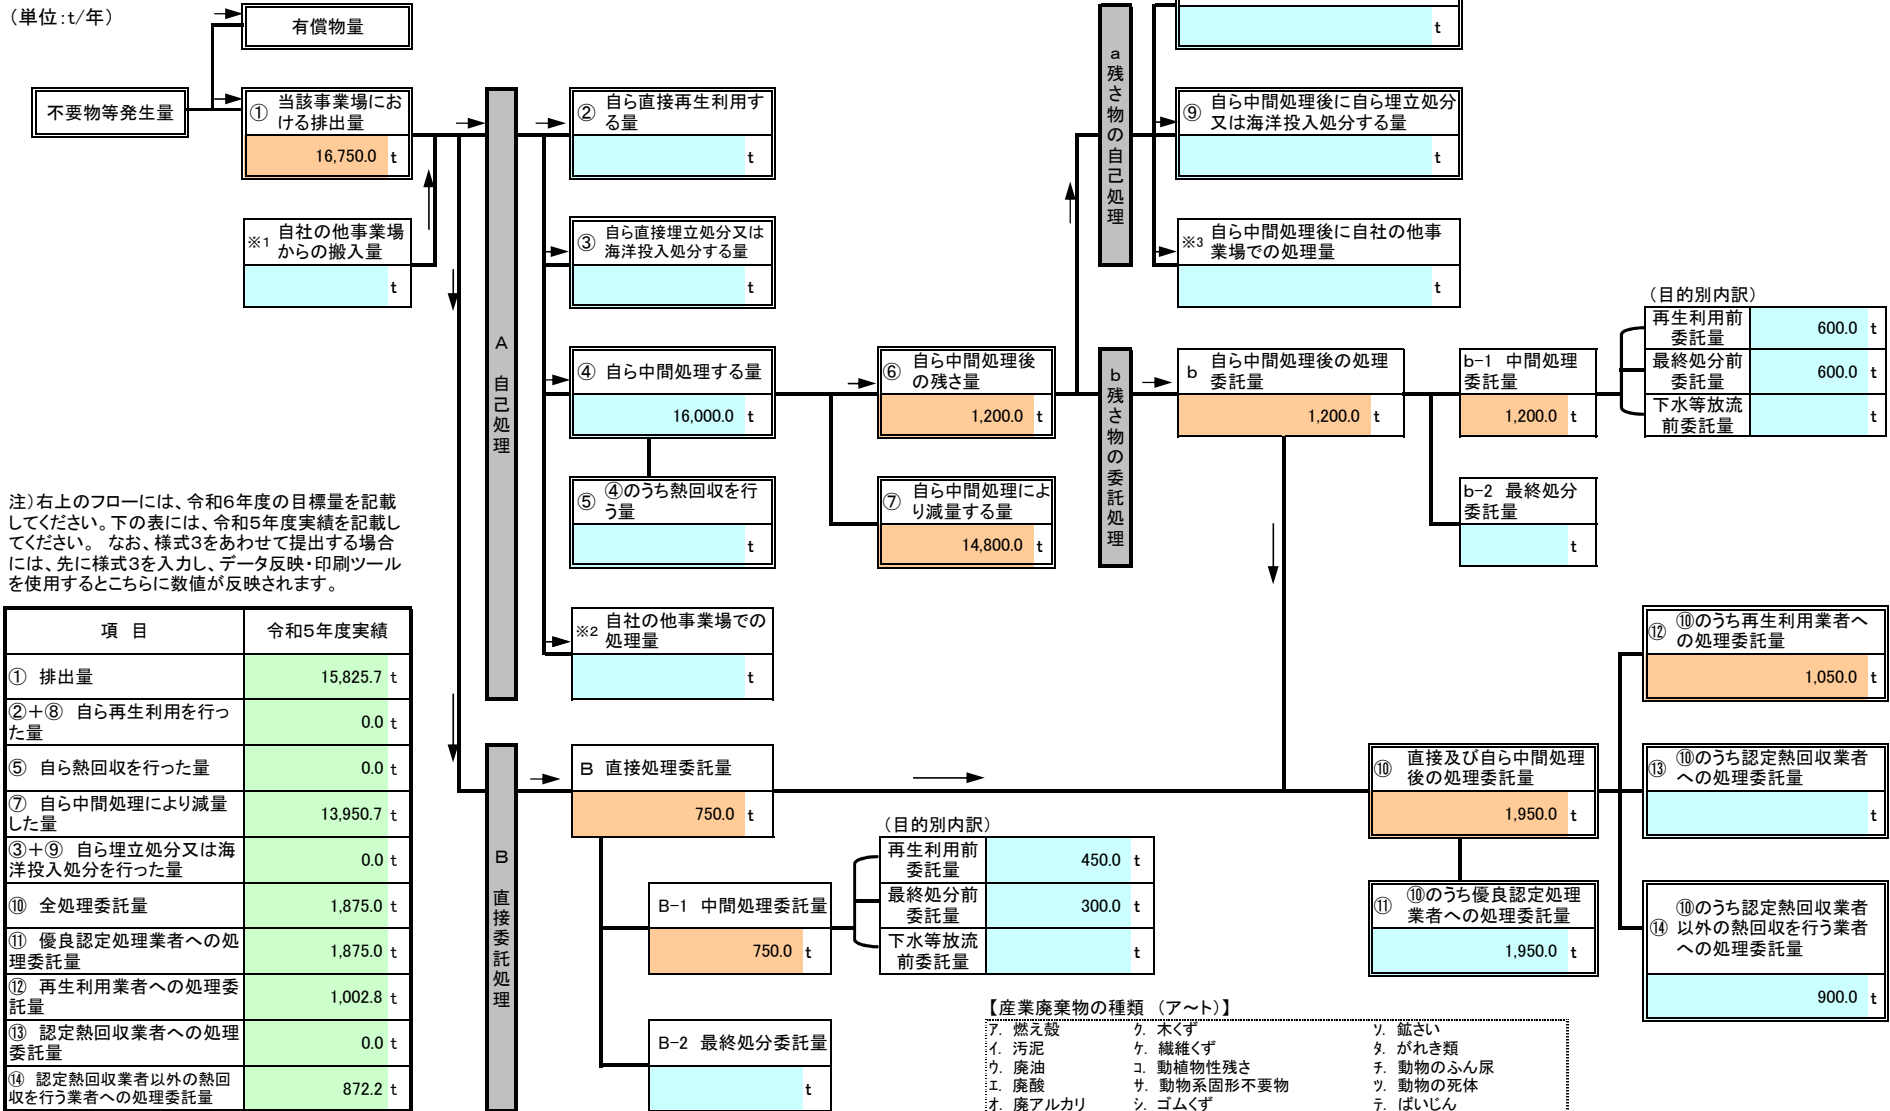 （単位：t/年）
有償物量
不要物等発生量
① 当該事業場にお
ける排出量
16,750.0 t
※1 自社の他事業場
からの搬入量
t
A 自己処理
② 自ら直接再生利用す
る量
t
③ 自ら直接埋立処分又は
海洋投入処分する量
t
④ 自ら中間処理する量
16,000.0 t
⑤ ④のうち熱回収を行
う量
t
※2 自社の他事業場での
処理量
t
⑥ 自ら中間処理後
の残さ量
1,200.0 t
⑦ 自ら中間処理によ
り減量する量
14,800.0 t
a 残さ物の自己処理
t
⑨ 自ら中間処理後に自ら埋立処分
又は海洋投入処分する量
t
※3 自ら中間処理後に自社の他事
業場での処理量
t
b 残さ物の委託処理
b 自ら中間処理後の処理
委託量
1,200.0 t
b-1 中間処理
委託量
1,200.0 t
b-2 最終処分
委託量
t
（目的別内訳）
再生利用前
委託量
600.0 t
最終処分前
委託量
600.0 t
下水等放流
前委託量
t
注）右上のフローには、令和6年度の目標量を記載
してください。下の表には、令和5年度実績を記載し
てください。 なお、様式3をあわせて提出する場合
には、先に様式3を入力し、データ反映・印刷ツール
を使用するとこちらに数値が反映されます。
項 目 令和5年度実績
① 排出量 15,825.7 t
②＋⑧ 自ら再生利用を行っ
た量 0.0 t
⑤ 自ら熱回収を行った量 0.0 t
⑦ 自ら中間処理により減量
した量 13,950.7 t
③＋⑨ 自ら埋立処分又は海
洋投入処分を行った量 0.0 t
⑩ 全処理委託量 1,875.0 t
⑪ 優良認定処理業者への処
理委託量 1,875.0 t
⑫ 再生利用業者への処理委
託量 1,002.8 t
⑬ 認定熱回収業者への処理
委託量 0.0 t
⑭ 認定熱回収業者以外の熱回
収を行う業者への処理委託量 872.2 t
B 直接委託処理
B 直接処理委託量
750.0 t
B-1 中間処理委託量
750.0 t
B-2 最終処分委託量
t
（目的別内訳）
再生利用前
委託量
450.0 t
最終処分前
委託量
300.0 t
下水等放流
前委託量
t
⑩ 直接及び自ら中間処理
後の処理委託量
1,950.0 t
⑪ ⑩のうち優良認定処理
業者への処理委託量
1,950.0 t
⑫ ⑩のうち再生利用業者へ
の処理委託量
1,050.0 t
⑬ ⑩のうち認定熱回収業者
への処理委託量
t
⑭ ⑩のうち認定熱回収業者
以外の熱回収を行う業者
への処理委託量
900.0 t
【産業廃棄物の種類 （ア～ト）】
ア. 燃え殻 ク. 木くず ソ. 鉱さい
イ. 汚泥 ケ. 繊維くず タ. がれき類
ウ. 廃油 コ. 動植物性残さ チ. 動物のふん尿
エ. 廃酸 サ. 動物系固形不要物 ツ. 動物の死体
オ. 廃アルカリ シ. ゴムくず テ. ばいじん